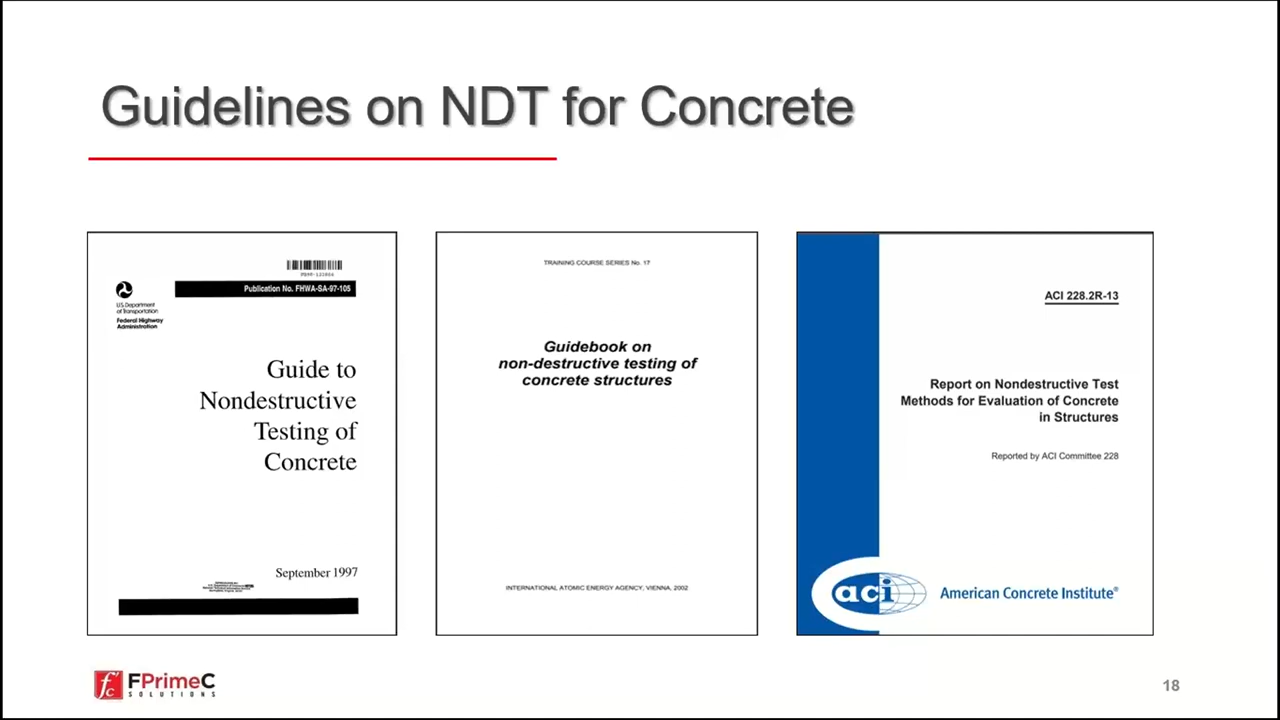 Guidelines on NDT for Concrete
Publication No. FHWA-SA-97-105
U.S. Department
of Transportation
Federal Highway
Administration
Guide to
Nondestructive
Testing of
Concrete
September 1997
TRAINING COURSE SERIES No. 17
Guidebook on
non-destructive testing of
concrete structures
INTERNATIONAL ATOMIC ENERGY AGENCY, VIENNA, 2002
ACI 228.2R-13
Report on Nondestructive Test
Methods for Evaluation of Concrete
in Structures
Reported by ACI Committee 228
aci
American Concrete Institute®
f'c
FPrimeC
SOLUTIONS
18